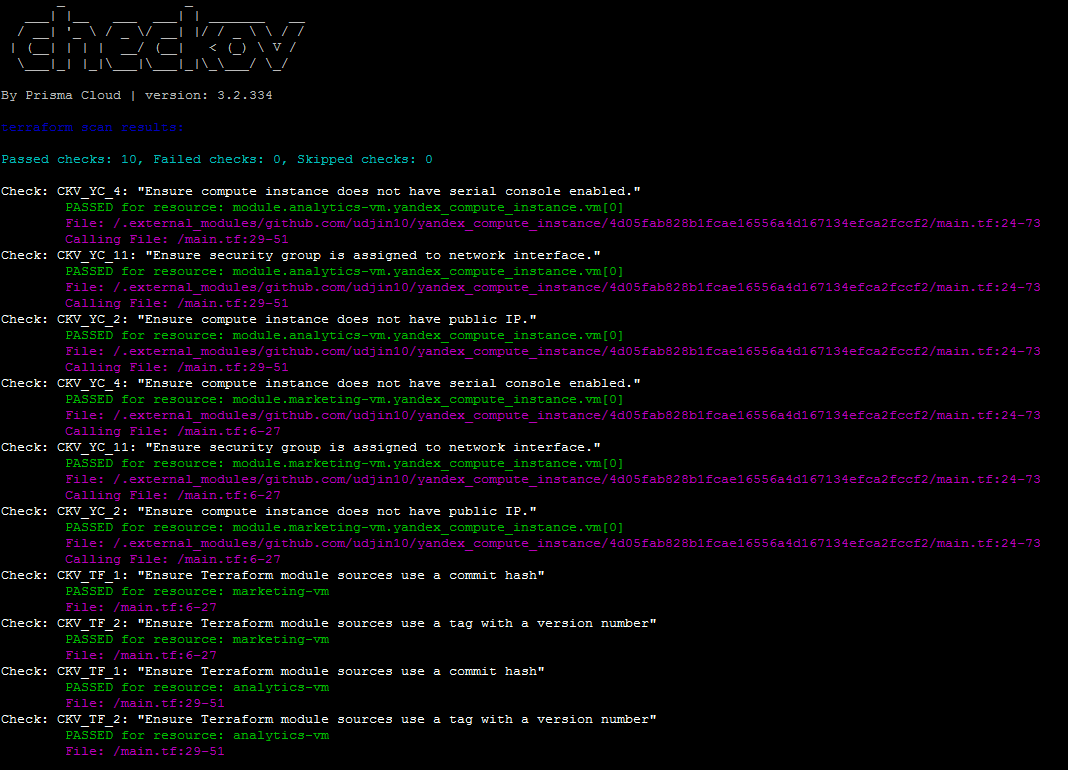 checkov
By Prisma Cloud | version: 3.2.334
terraform scan results:
Passed checks: 10, Failed checks: 0, Skipped checks: 0
Check: CKV_YC_4: "Ensure compute instance does not have serial console enabled."
PASSED for resource: module.analytics-vm.yandex_compute_instance.vm[0]
File: /.external_modules/github.com/udjin10/yandex_compute_instance/4d05fab828b1fcae16556a4d167134efca2fccf2/main.tf:24-73
Calling File: /main.tf:29-51
Check: CKV_YC_11: "Ensure security group is assigned to network interface."
PASSED for resource: module.analytics-vm.yandex_compute_instance.vm[0]
File: /.external_modules/github.com/udjin10/yandex_compute_instance/4d05fab828b1fcae16556a4d167134efca2fccf2/main.tf:24-73
Calling File: /main.tf:29-51
Check: CKV_YC_2: "Ensure compute instance does not have public IP."
PASSED for resource: module.analytics-vm.yandex_compute_instance.vm[0]
File: /.external_modules/github.com/udjin10/yandex_compute_instance/4d05fab828b1fcae16556a4d167134efca2fccf2/main.tf:24-73
Calling File: /main.tf:29-51
Check: CKV_YC_4: "Ensure compute instance does not have serial console enabled."
PASSED for resource: module.marketing-vm.yandex_compute_instance.vm[0]
File: /.external_modules/github.com/udjin10/yandex_compute_instance/4d05fab828b1fcae16556a4d167134efca2fccf2/main.tf:24-73
Calling File: /main.tf:6-27
Check: CKV_YC_11: "Ensure security group is assigned to network interface."
PASSED for resource: module.marketing-vm.yandex_compute_instance.vm[0]
File: /.external_modules/github.com/udjin10/yandex_compute_instance/4d05fab828b1fcae16556a4d167134efca2fccf2/main.tf:24-73
Calling File: /main.tf:6-27
Check: CKV_YC_2: "Ensure compute instance does not have public IP."
PASSED for resource: module.marketing-vm.yandex_compute_instance.vm[0]
File: /.external_modules/github.com/udjin10/yandex_compute_instance/4d05fab828b1fcae16556a4d167134efca2fccf2/main.tf:24-73
Calling File: /main.tf:6-27
Check: CKV_TF_1: "Ensure Terraform module sources use a commit hash"
PASSED for resource: marketing-vm
File: /main.tf:6-27
Check: CKV_TF_2: "Ensure Terraform module sources use a tag with a version number"
PASSED for resource: marketing-vm
File: /main.tf:6-27
Check: CKV_TF_1: "Ensure Terraform module sources use a commit hash"
PASSED for resource: analytics-vm
File: /main.tf:29-51
Check: CKV_TF_2: "Ensure Terraform module sources use a tag with a version number"
PASSED for resource: analytics-vm
File: /main.tf:29-51